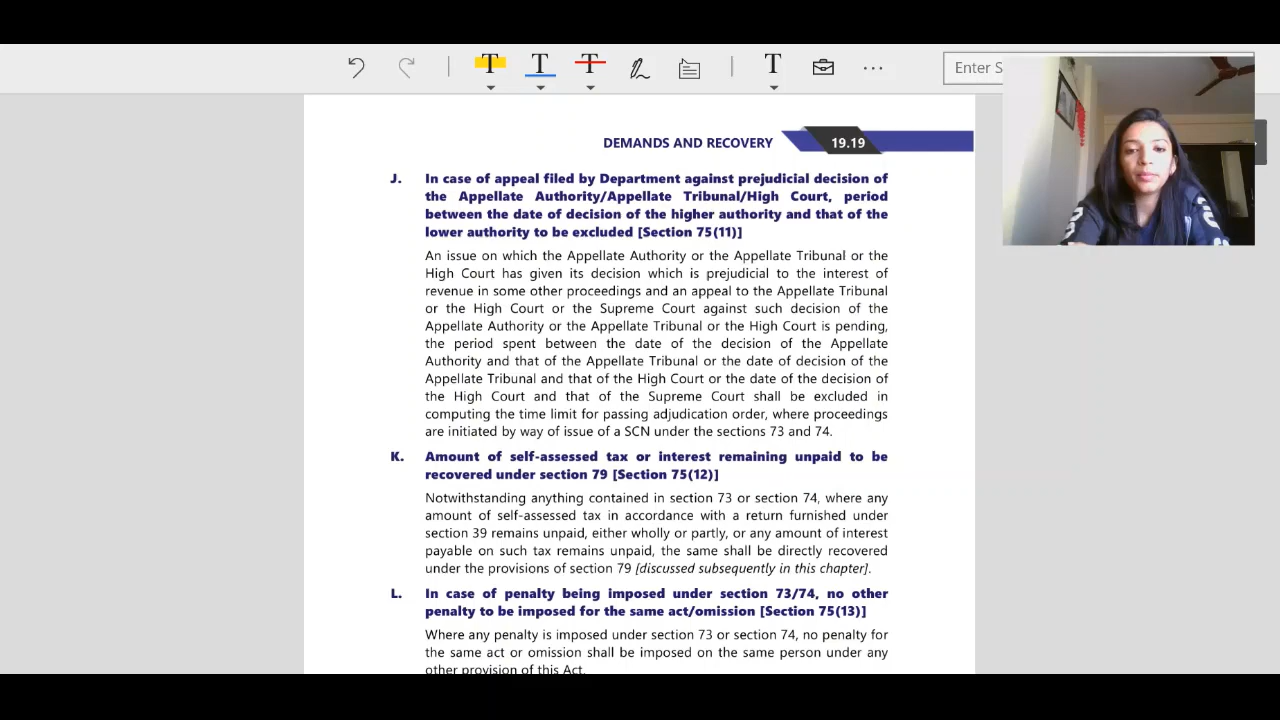 T T T T ...
Enter S
DEMANDS AND RECOVERY 19.19
J. In case of appeal filed by Department against prejudicial decision of
the Appellate Authority/Appellate Tribunal/High Court, period
between the date of decision of the higher authority and that of the
lower authority to be excluded [Section 75(11)]
An issue on which the Appellate Authority or the Appellate Tribunal or the
High Court has given its decision which is prejudicial to the interest of
revenue in some other proceedings and an appeal to the Appellate Tribunal
or the High Court or the Supreme Court against such decision of the
Appellate Authority or the Appellate Tribunal or the High Court is pending,
the period spent between the date of the decision of the Appellate
Authority and that of the Appellate Tribunal or the date of decision of the
Appellate Tribunal and that of the High Court or the date of the decision of
the High Court and that of the Supreme Court shall be excluded in
computing the time limit for passing adjudication order, where proceedings
are initiated by way of issue of a SCN under the sections 73 and 74.
K. Amount of self-assessed tax or interest remaining unpaid to be
recovered under section 79 [Section 75(12)]
Notwithstanding anything contained in section 73 or section 74, where any
amount of self-assessed tax in accordance with a return furnished under
section 39 remains unpaid, either wholly or partly, or any amount of interest
payable on such tax remains unpaid, the same shall be directly recovered
under the provisions of section 79 [discussed subsequently in this chapter].
L. In case of penalty being imposed under section 73/74, no other
penalty to be imposed for the same act/omission [Section 75(13)]
Where any penalty is imposed under section 73 or section 74, no penalty for
the same act or omission shall be imposed on the same person under any
other provision of this Act.